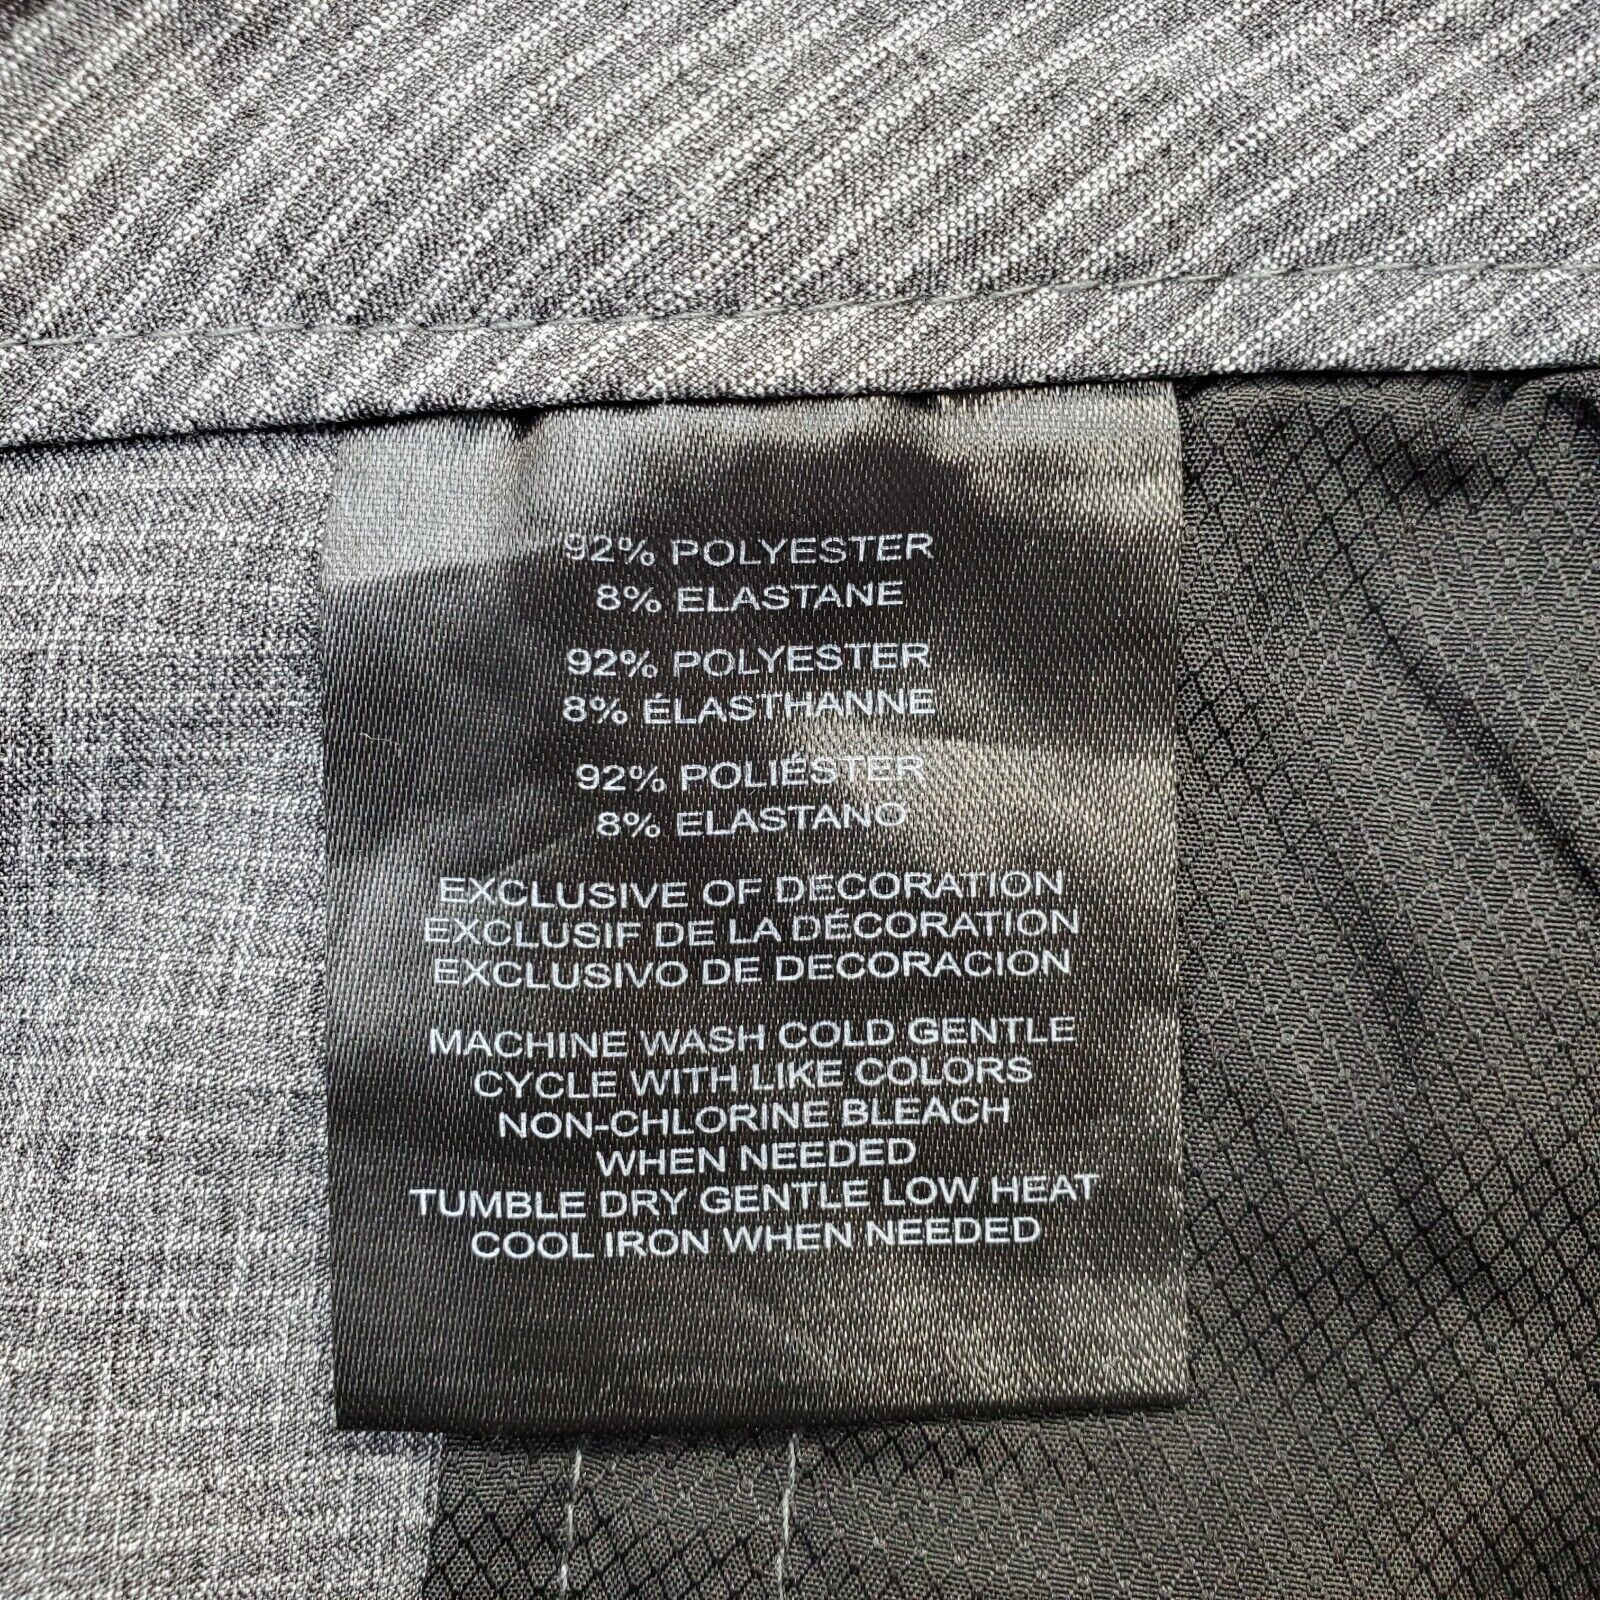 92% POLYESTER
8% ELASTANE
92% POLYESTER
8% ÉLASTHANNE
92% POLIÉSTER
8% ELASTANO
EXCLUSIVE OF DECORATION
EXCLUSIF DE LA DÉCORATION
EXCLUSIVO DE DECORACION
MACHINE WASH COLD GENTLE
CYCLE WITH LIKE COLORS
NON-CHLORINE BLEACH
WHEN NEEDED
TUMBLE DRY GENTLE LOW HEAT
COOL IRON WHEN NEEDED